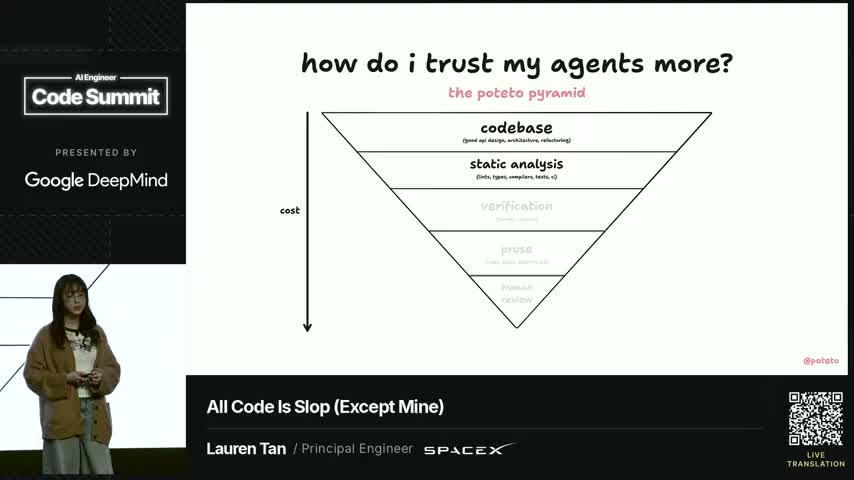 AI Engineer
Code Summit
PRESENTED BY
Google DeepMind
how do i trust my agents more?
the poteto pyramid
cost
codebase
(good api design, architecture, refactoring)
static analysis
(lints, types, compilers, tests, ci)
verification
prose
human
review
@poteto
All Code Is Slop (Except Mine)
Lauren Tan / Principal Engineer SPACEX
LIVE
TRANSLATION